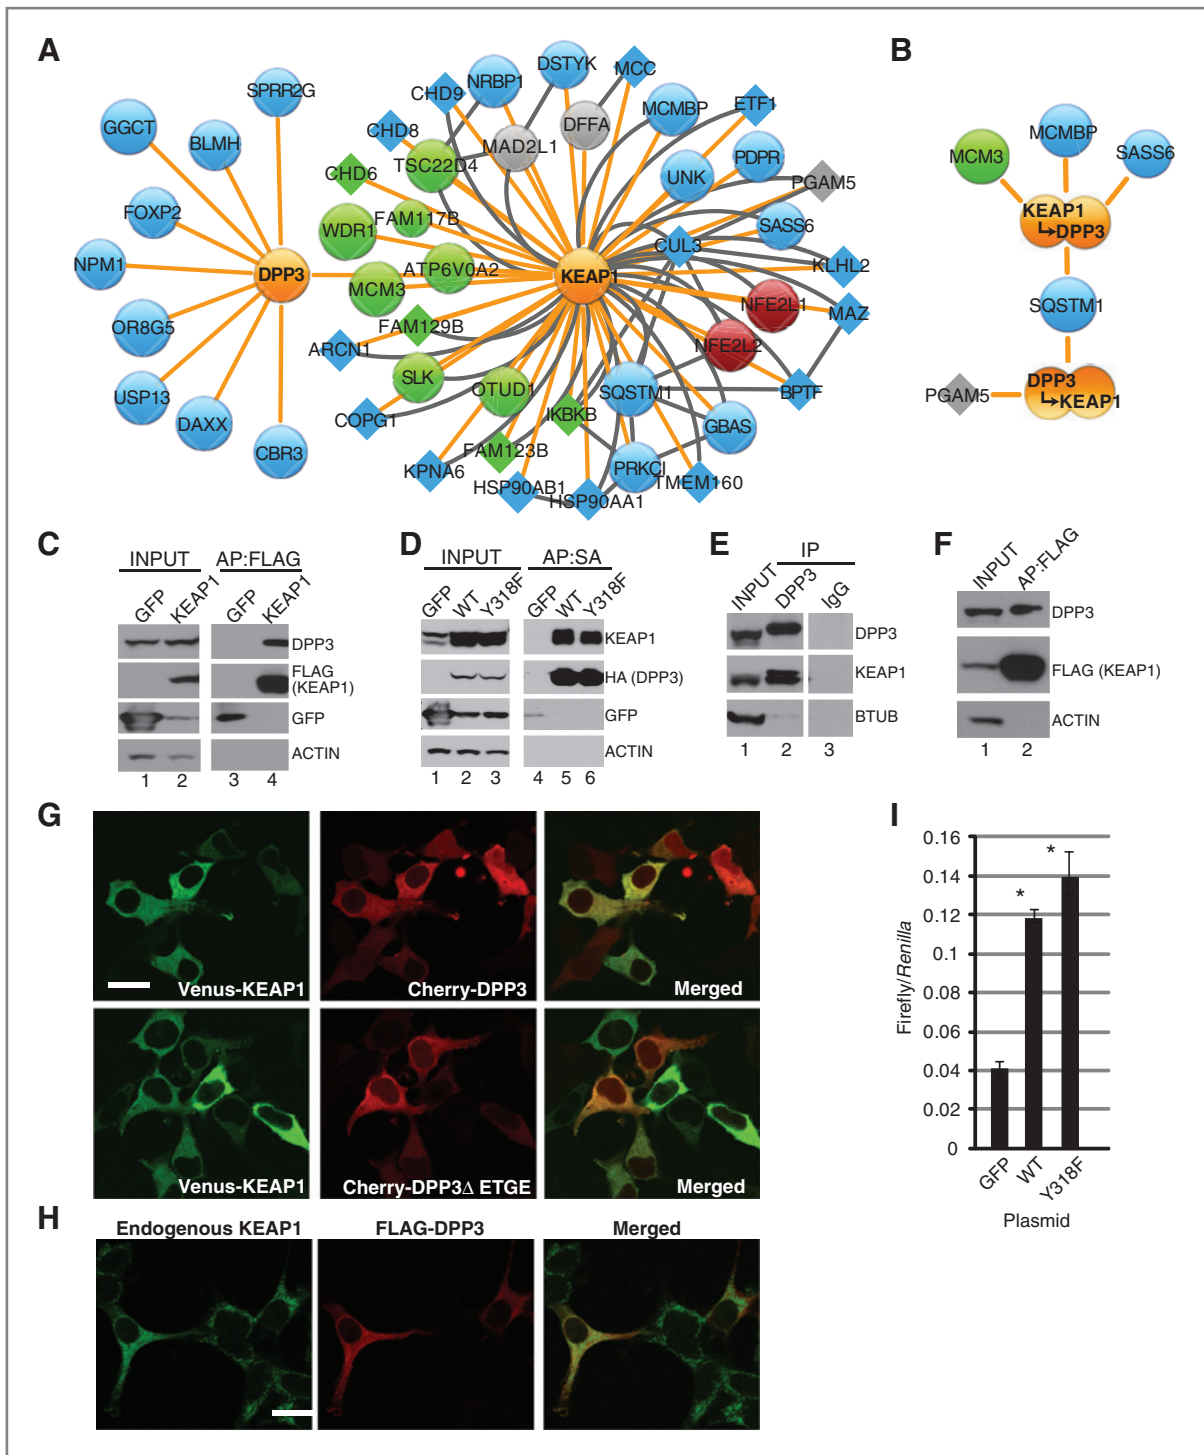 A
SPRR2G
GGCT
BLMH
FOXP2
NPM1
DPP3
OR8G5
USP13
DAXX
CBR3
CHD9
NRBP1
DSTYK
MCC
CHD8
MCMBP
ETF1
TSC22D4
MAD2L1
DFFA
CHD6
UNK
PDPR
PGAM5
WDR1
FAM117B
SASS6
CUL3
ATP6V0A2
KEAP1
KLHL2
MCM3
NFE2L1
MAZ
FAM129B
NFE2L2
ARCN1
SLK
OTUD1
SQSTM1
BPTF
COPG1
IKBKB
GBAS
FAM123B
KPNA6
PRKCI
HSP90AB1
HSP90AA1
TMEM160
B
MCM3
MCMBP
SASS6
KEAP1
↳DPP3
SQSTM1
DPP3
↳KEAP1
PGAM5
C
INPUT
AP:FLAG
GFP
KEAP1
GFP
KEAP1
DPP3
FLAG
(KEAP1)
GFP
ACTIN
1 2 3 4
D
INPUT
AP:SA
GFP
WT
Y318F
GFP
WT
Y318F
KEAP1
HA (DPP3)
GFP
ACTIN
1 2 3 4 5 6
E
IP
INPUT
DPP3
IgG
DPP3
KEAP1
BTUB
1 2 3
F
INPUT
AP:FLAG
DPP3
FLAG (KEAP1)
ACTIN
1 2
G
Venus-KEAP1
Cherry-DPP3
Merged
Venus-KEAP1
Cherry-DPP3Δ ETGE
Merged
H
Endogenous KEAP1
FLAG-DPP3
Merged
I
0.16
0.14
0.12
0.1
0.08
0.06
0.04
0.02
0
Firefly/Renilla
*
*
GFP
WT
Y318F
Plasmid